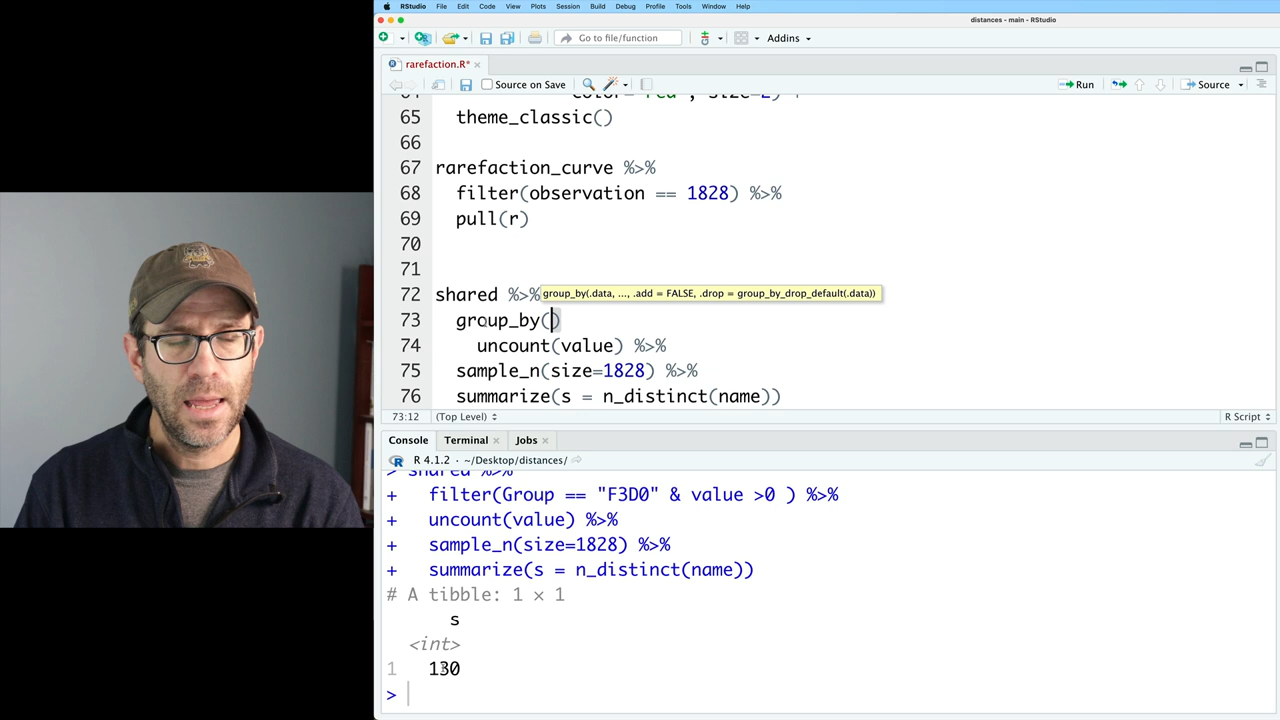 RStudio File Edit Code View Plots Session Build Debug Profile Tools Window Help
distances - main - RStudio
Go to file/function Addins
rarefaction.R*
Source on Save Run Source
65 theme_classic()
66
67 rarefaction_curve %>%
68 filter(observation == 1828) %>%
69 pull(r)
70
71
72 shared %>%
group_by(.data, ..., .add = FALSE, .drop = group_by_drop_default(.data))
73 group_by()
74 uncount(value) %>%
75 sample_n(size=1828) %>%
76 summarize(s = n_distinct(name))
73:12 (Top Level) R Script
Console Terminal Jobs
R 4.1.2 · ~/Desktop/distances/
> shared %>%
+ filter(Group == "F3D0" & value >0 ) %>%
+ uncount(value) %>%
+ sample_n(size=1828) %>%
+ summarize(s = n_distinct(name))
# A tibble: 1 × 1
s
<int>
1 130
>